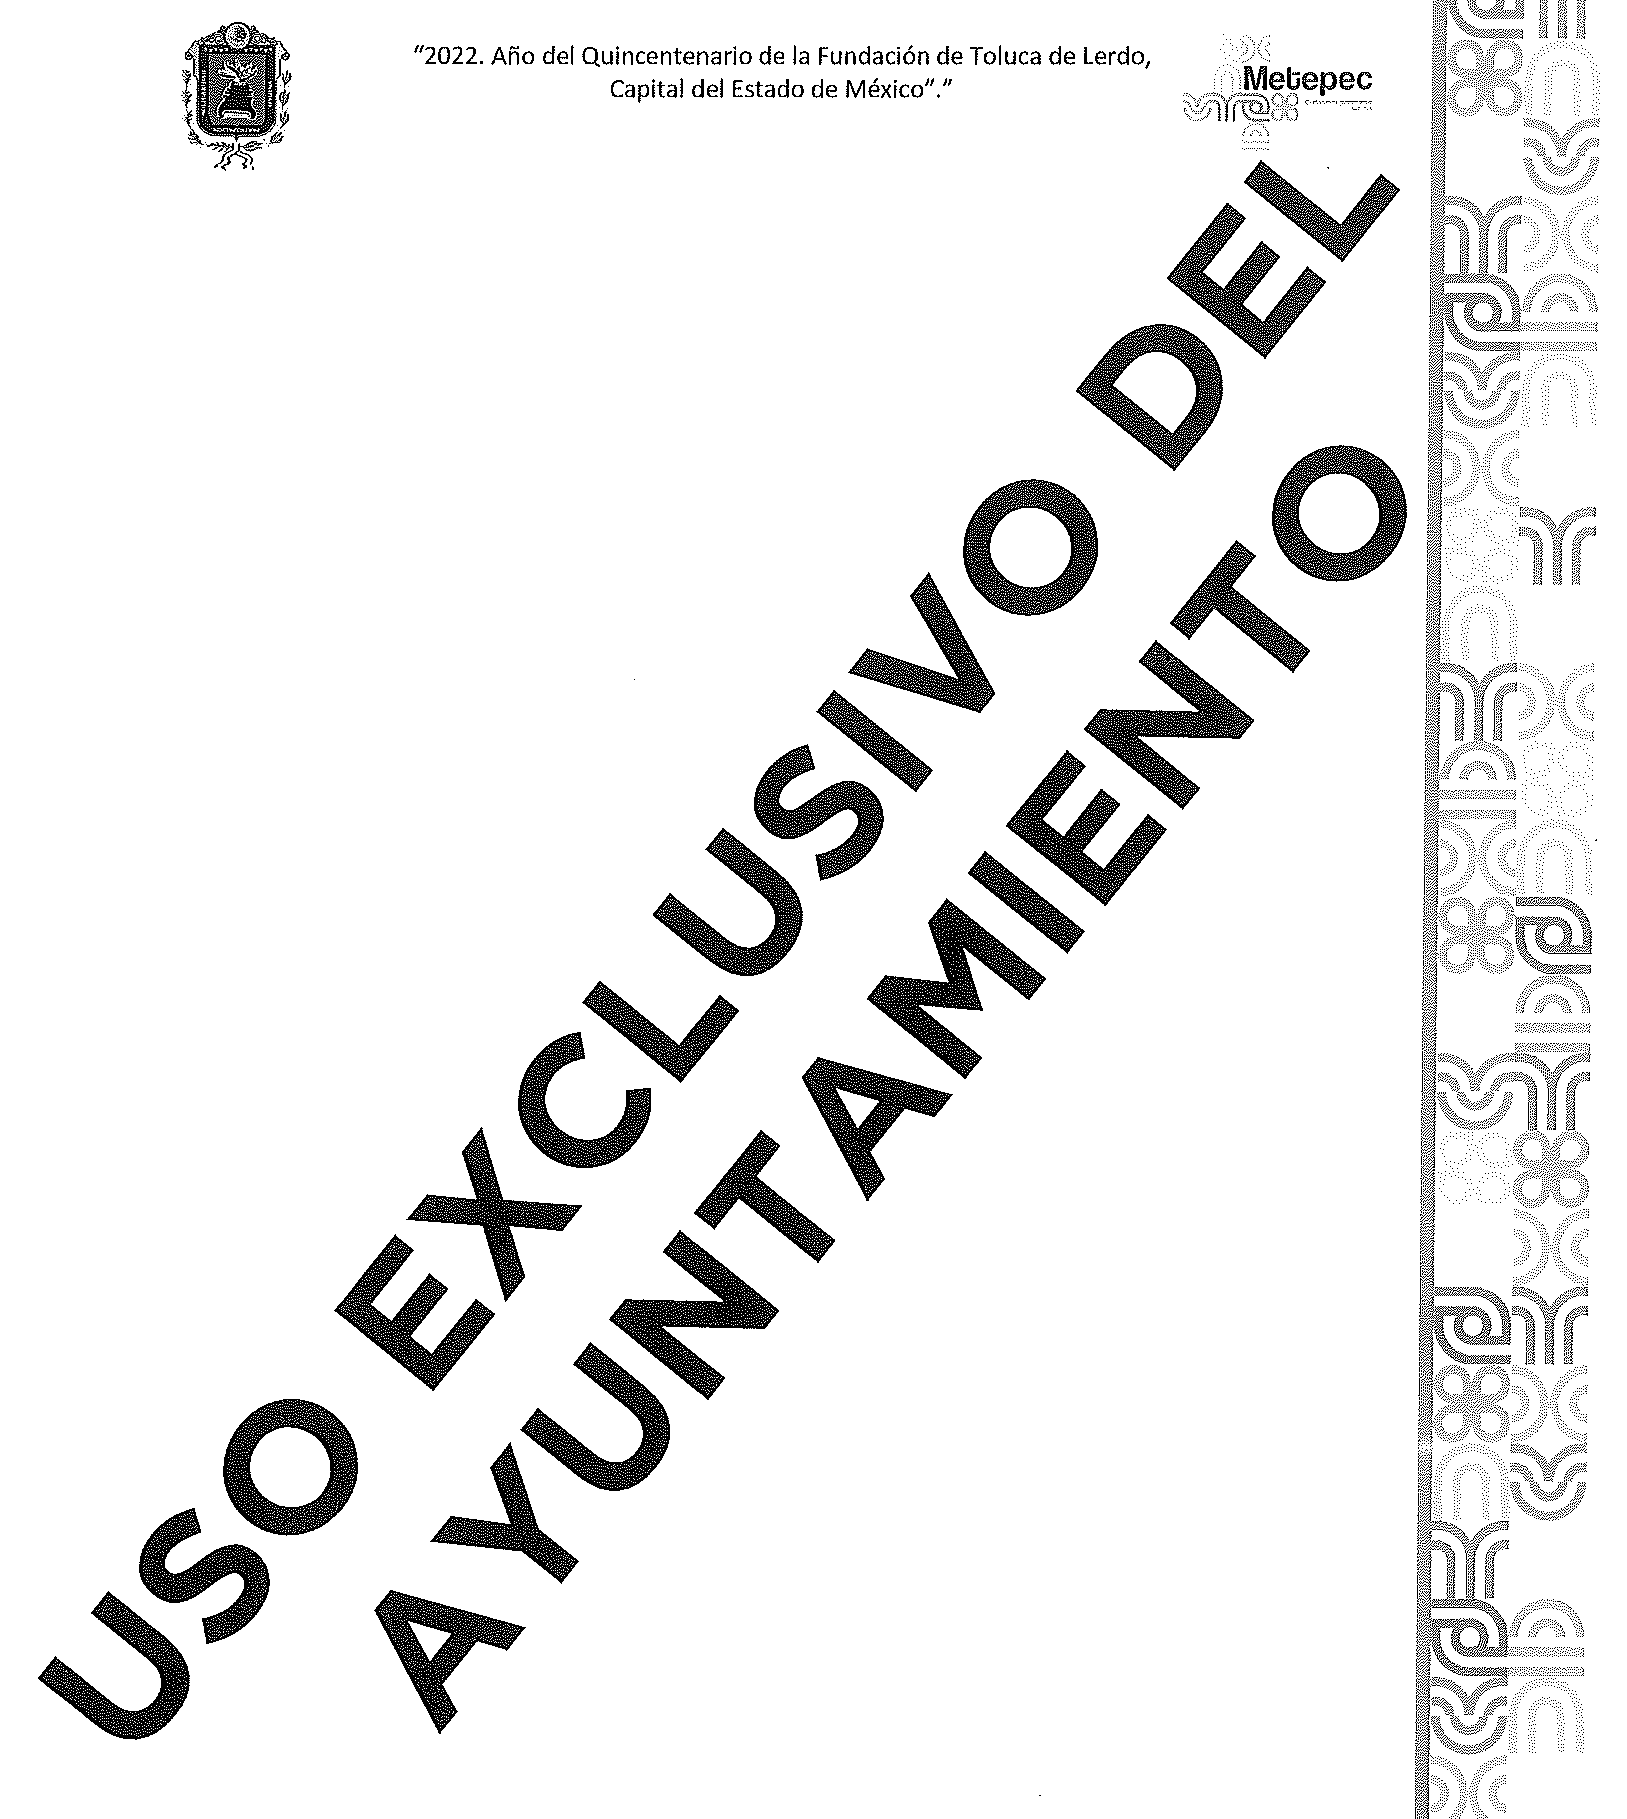 “2022. Año del Quincentenario de la Fundación de Toluca de Lerdo,
Capital del Estado de México”.”
Metepec
USO EXCLUSIVO DEL
AYUNTAMIENTO